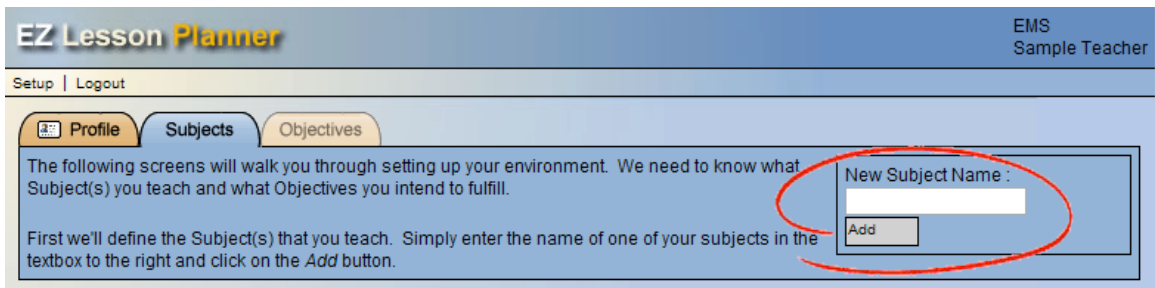 EZ Lesson Planner
EMS
Sample Teacher
Setup | Logout
Profile
Subjects
Objectives
The following screens will walk you through setting up your environment. We need to know what
Subject(s) you teach and what Objectives you intend to fulfill.
First we'll define the Subject(s) that you teach. Simply enter the name of one of your subjects in the
textbox to the right and click on the Add button.
New Subject Name :
Add